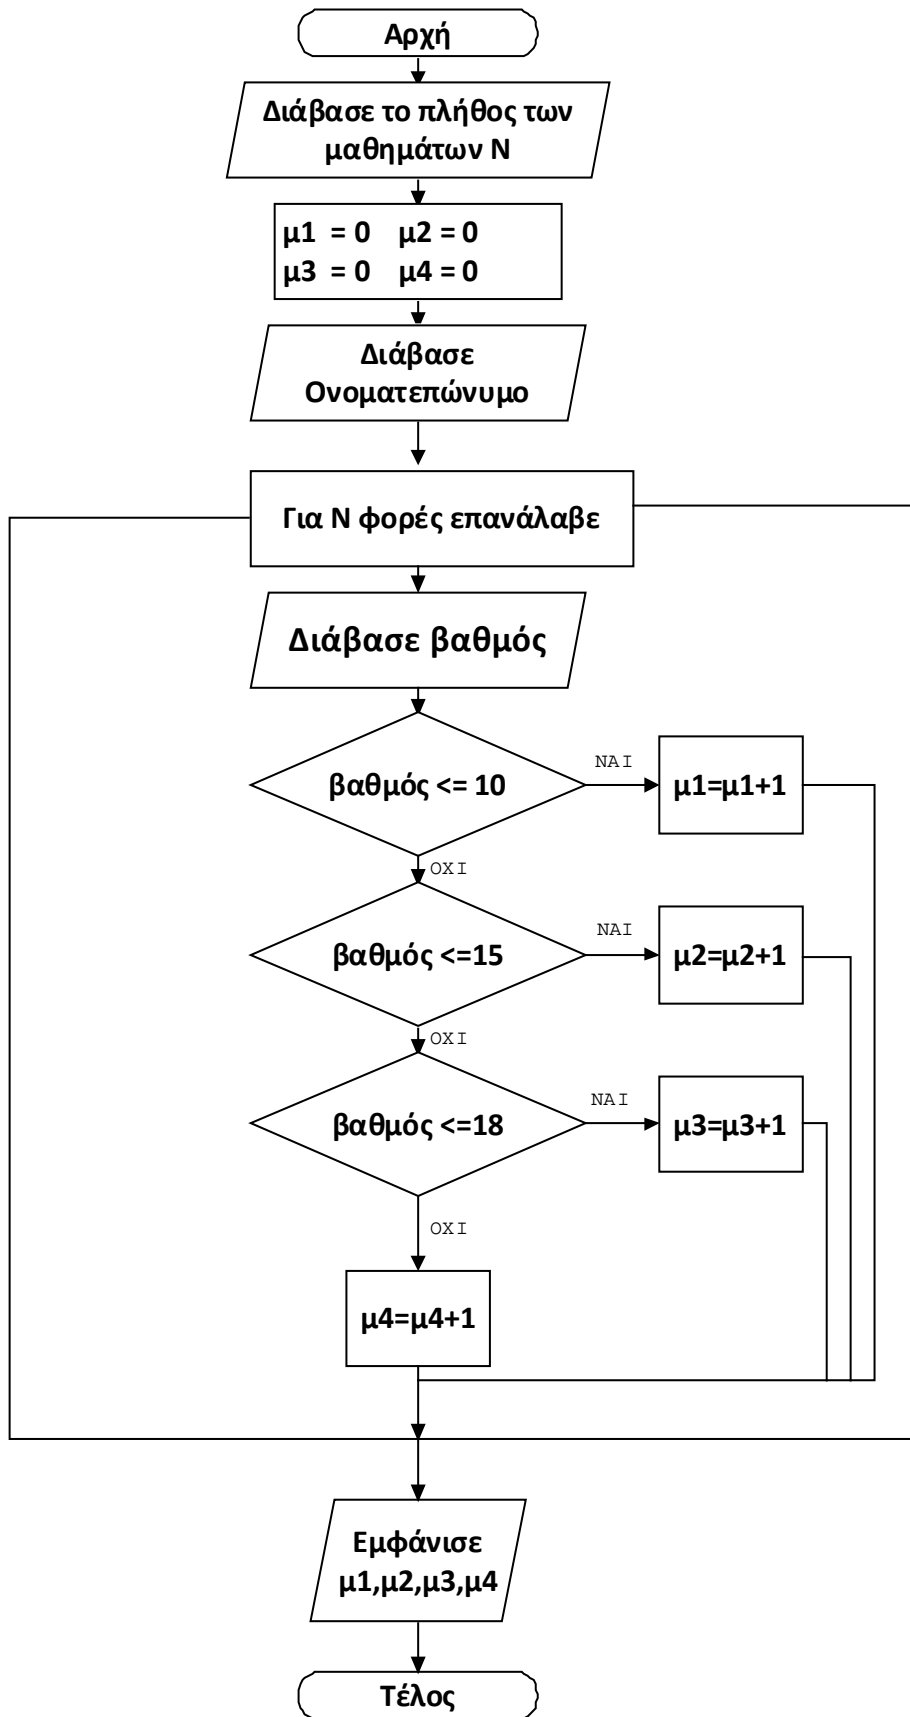 Αρχή
Διάβασε το πλήθος των
μαθημάτων Ν
μ1 = 0 μ2 = 0
μ3 = 0 μ4 = 0
Διάβασε
Ονοματεπώνυμο
Για Ν φορές επανάλαβε
Διάβασε βαθμός
βαθμός <= 10
ΝΑΙ
μ1=μ1+1
ΟΧΙ
βαθμός <=15
ΝΑΙ
μ2=μ2+1
ΟΧΙ
βαθμός <=18
ΝΑΙ
μ3=μ3+1
ΟΧΙ
μ4=μ4+1
Εμφάνισε
μ1,μ2,μ3,μ4
Τέλος